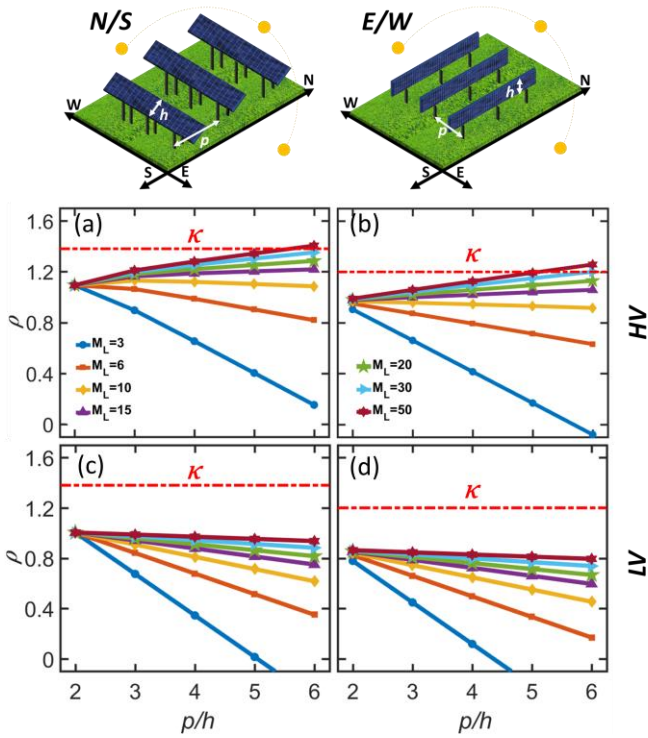 N/S
E/W
N
W
h
p
S
E
N
W
h
p
S
E
(a)
κ
1.6
1.2
0.8
0.4
0
ρ
M_L=3
M_L=6
M_L=10
M_L=15
(b)
κ
M_L=20
M_L=30
M_L=50
HV
(c)
κ
1.6
1.2
0.8
0.4
0
ρ
2 3 4 5 6
p/h
(d)
κ
2 3 4 5 6
p/h
LV